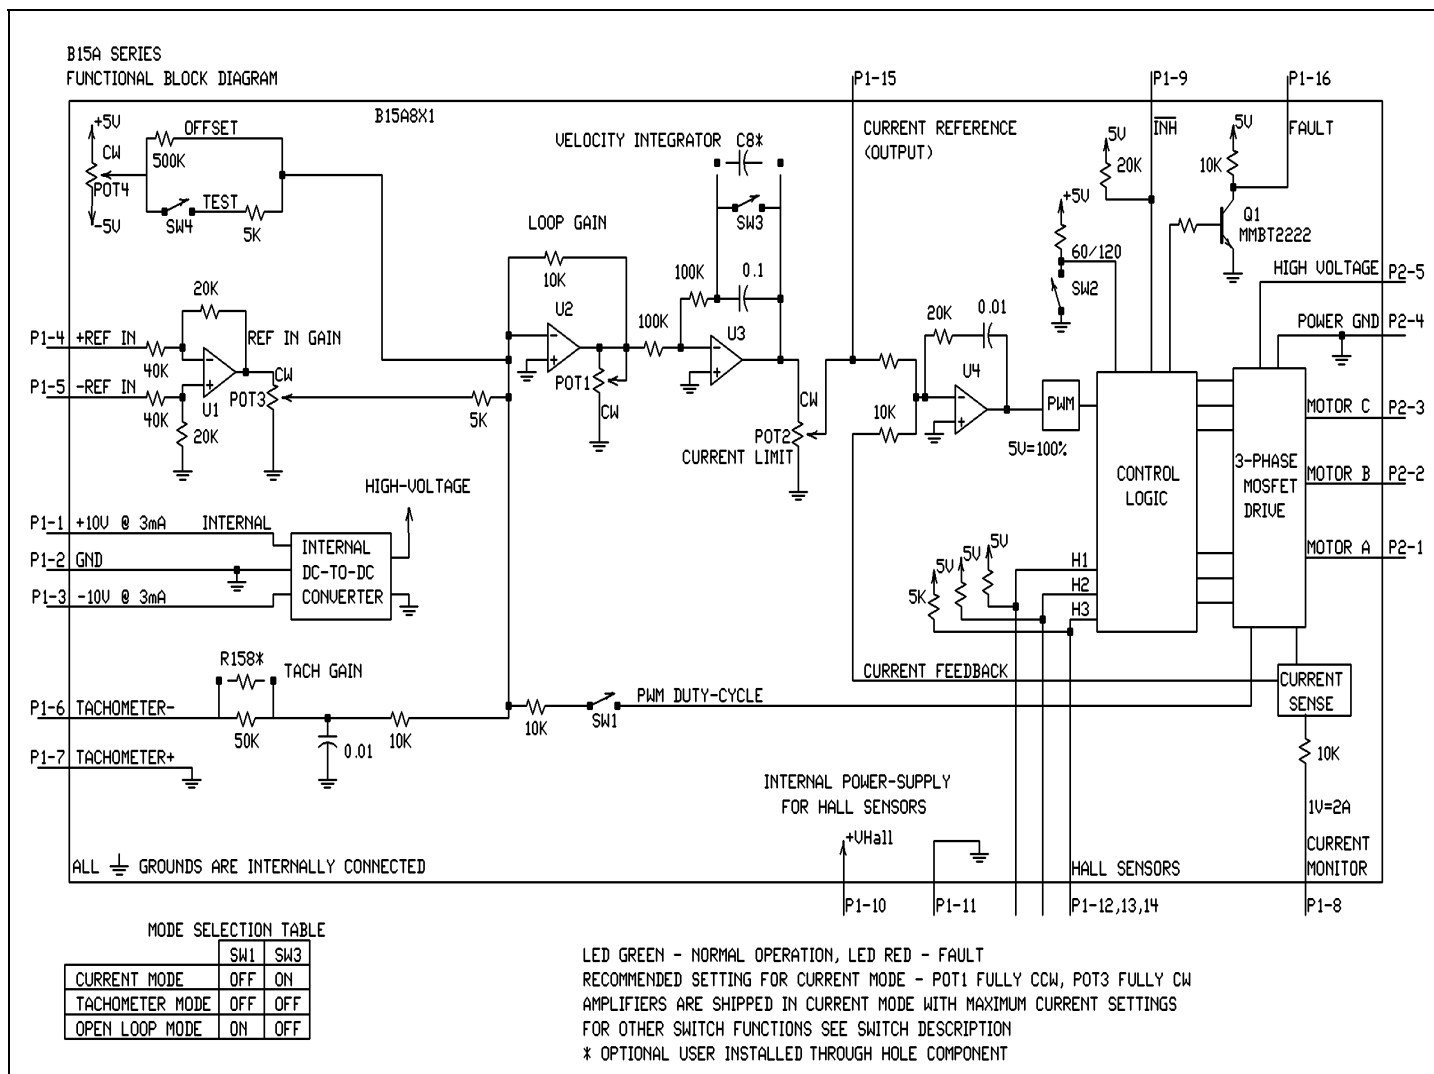 B15A SERIES
FUNCTIONAL BLOCK DIAGRAM
P1-15
P1-9
P1-16
B15A8X1
+5V
OFFSET
CW
500K
POT4
TEST
-5V
SW4
5K
VELOCITY INTEGRATOR C8*
CURRENT REFERENCE
(OUTPUT)
5V
INH
20K
5V
FAULT
10K
+5V
Q1
MMBT2222
LOOP GAIN
SW3
10K
100K
0.1
60/120
SW2
HIGH VOLTAGE P2-5
20K
U2
100K
U3
20K
0.01
POWER GND P2-4
P1-4 +REF IN
REF IN GAIN
40K
CW
U4
P1-5 -REF IN
U1
POT3
POT1
CW
CW
40K
20K
5K
10K
PWM
MOTOR C P2-3
POT2
CURRENT LIMIT
5V=100%
CONTROL
LOGIC
3-PHASE
MOSFET
DRIVE
MOTOR B P2-2
HIGH-VOLTAGE
P1-1 +10V @ 3mA INTERNAL
INTERNAL
DC-TO-DC
CONVERTER
P1-2 GND
P1-3 -10V @ 3mA
5V
5V
5V
5K
H1
H2
H3
MOTOR A P2-1
R158*
TACH GAIN
CURRENT FEEDBACK
CURRENT
SENSE
P1-6 TACHOMETER-
50K
0.01
10K
10K
SW1
PWM DUTY-CYCLE
10K
P1-7 TACHOMETER+
INTERNAL POWER-SUPPLY
FOR HALL SENSORS
1V=2A
+VHall
CURRENT
MONITOR
ALL GROUNDS ARE INTERNALLY CONNECTED
HALL SENSORS
P1-10
P1-11
P1-12,13,14
P1-8
MODE SELECTION TABLE
SW1 SW3
CURRENT MODE OFF ON
TACHOMETER MODE OFF OFF
OPEN LOOP MODE ON OFF
LED GREEN - NORMAL OPERATION, LED RED - FAULT
RECOMMENDED SETTING FOR CURRENT MODE - POT1 FULLY CCW, POT3 FULLY CW
AMPLIFIERS ARE SHIPPED IN CURRENT MODE WITH MAXIMUM CURRENT SETTINGS
FOR OTHER SWITCH FUNCTIONS SEE SWITCH DESCRIPTION
* OPTIONAL USER INSTALLED THROUGH HOLE COMPONENT